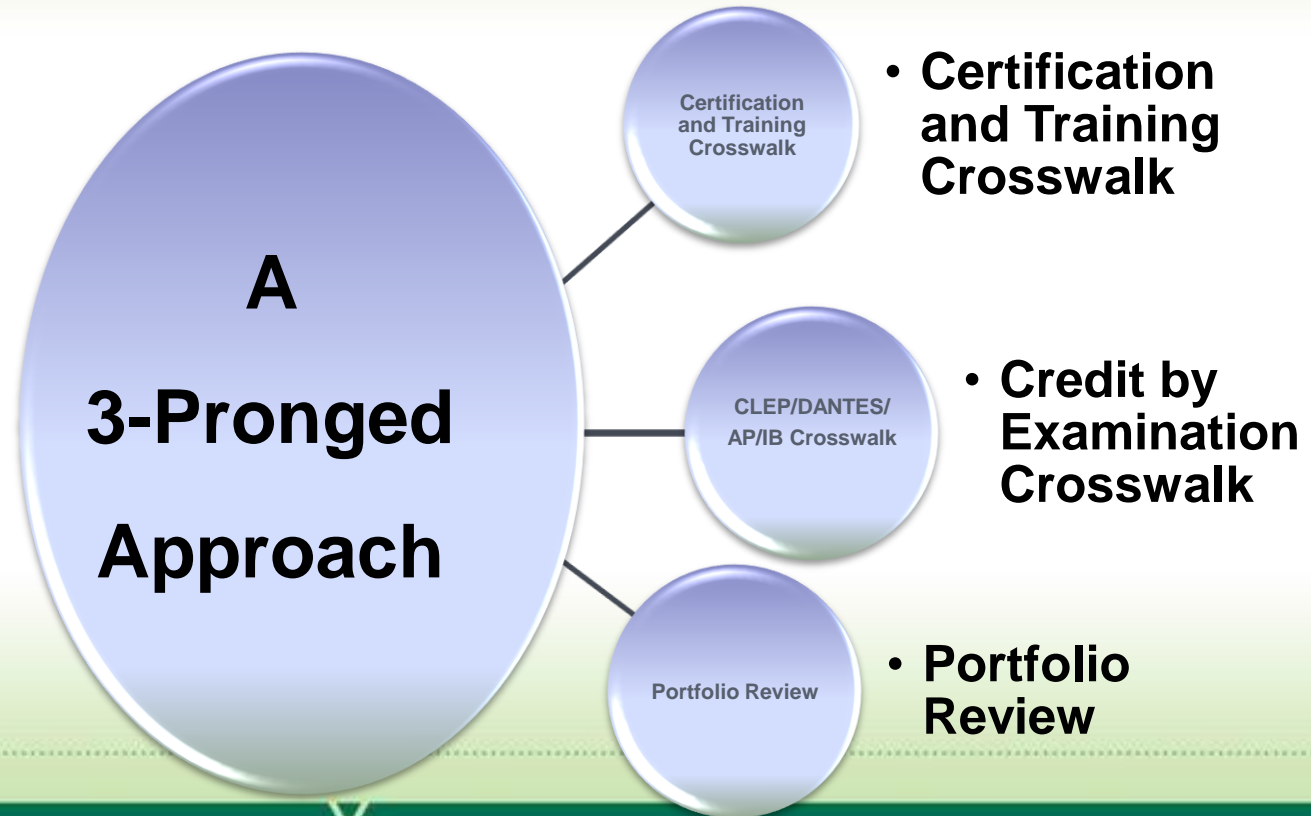 A
3-Pronged
Approach
Certification
and Training
Crosswalk
• Certification
and Training
Crosswalk
CLEP/DANTES/
AP/IB Crosswalk
• Credit by
Examination
Crosswalk
Portfolio Review
• Portfolio
Review